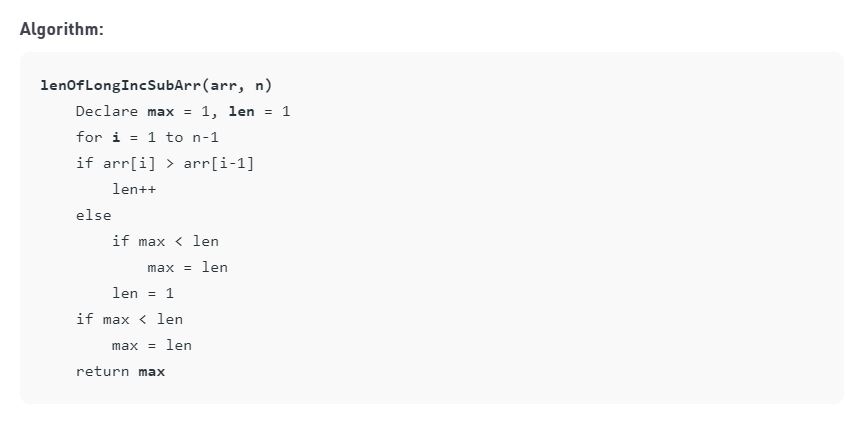 Algorithm:
lenOfLongIncSubArr(arr, n)
    Declare max = 1, len = 1
    for i = 1 to n-1
    if arr[i] > arr[i-1]
        len++
    else
        if max < len
            max = len
        len = 1
    if max < len
        max = len
    return max